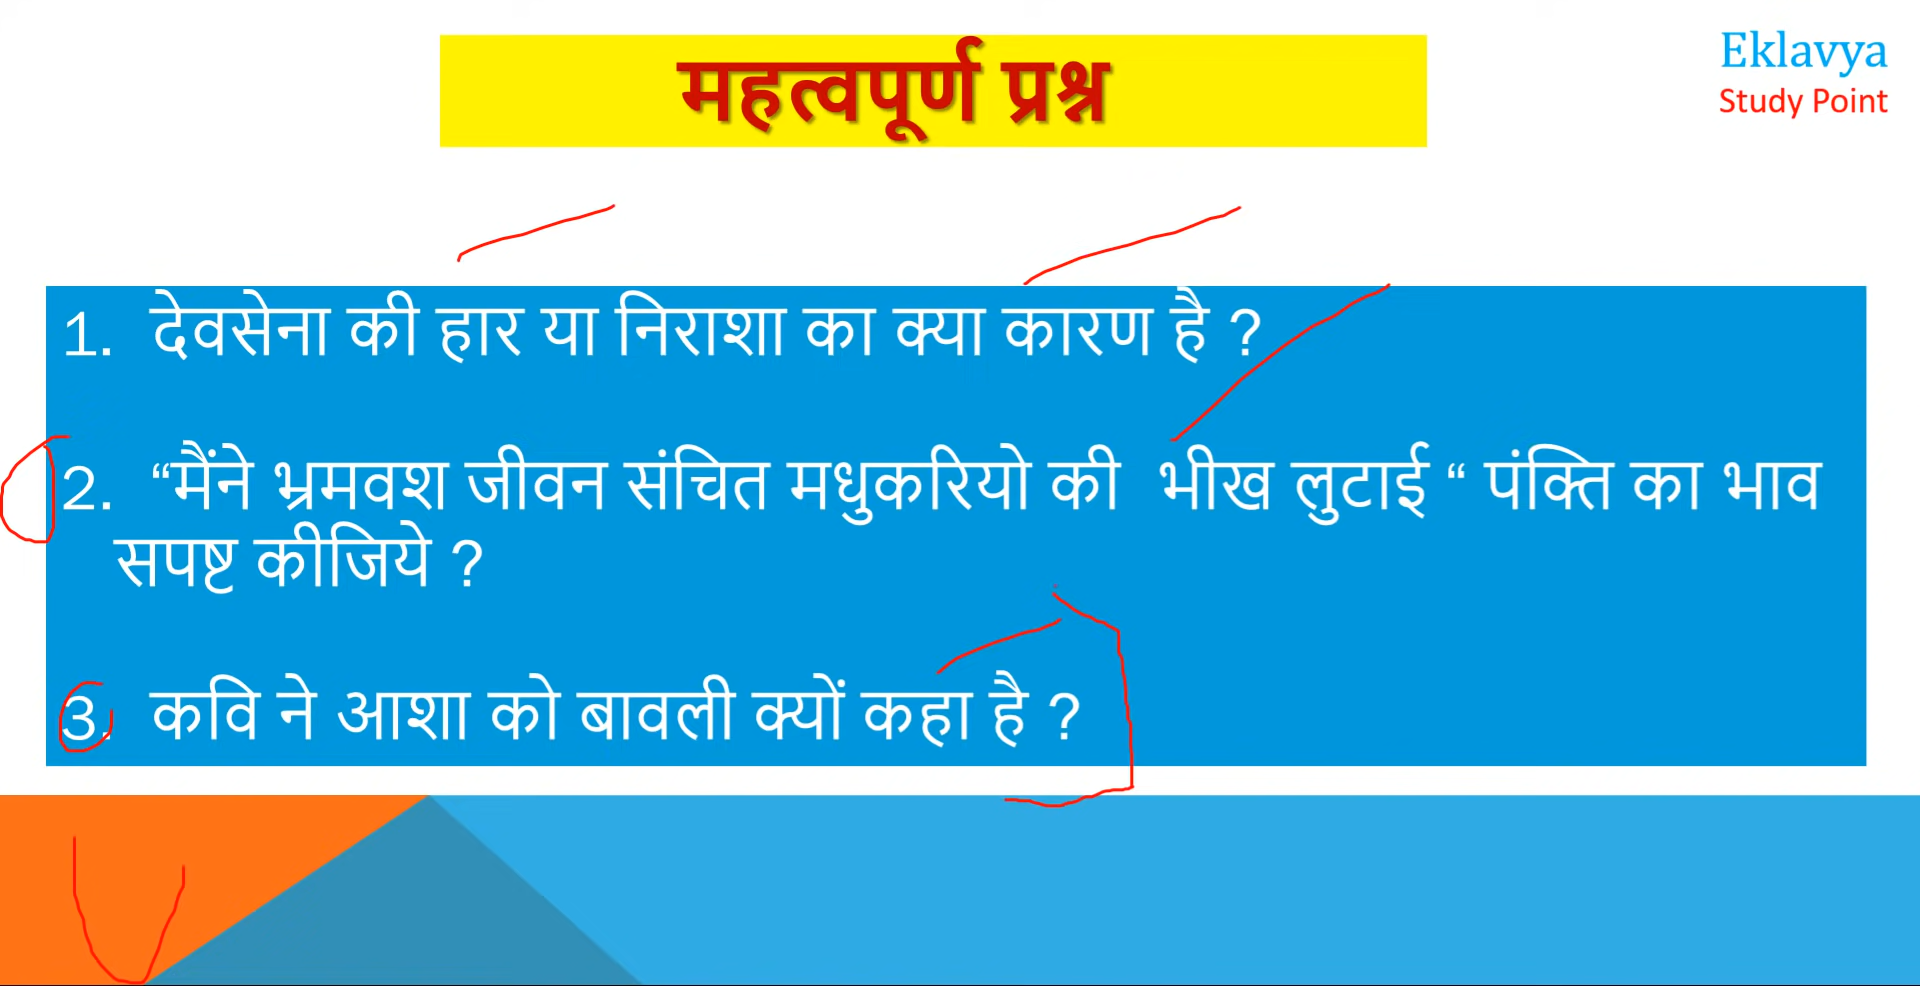 महत्वपूर्ण प्रश्न
Eklavya
Study Point
1. देवसेना की हार या निराशा का क्या कारण है ?
2. “मैंने भ्रमवश जीवन संचित मधुकरियो की भीख लुटाई “ पंक्ति का भाव
सपष्ट कीजिये ?
3. कवि ने आशा को बावली क्यों कहा है ?